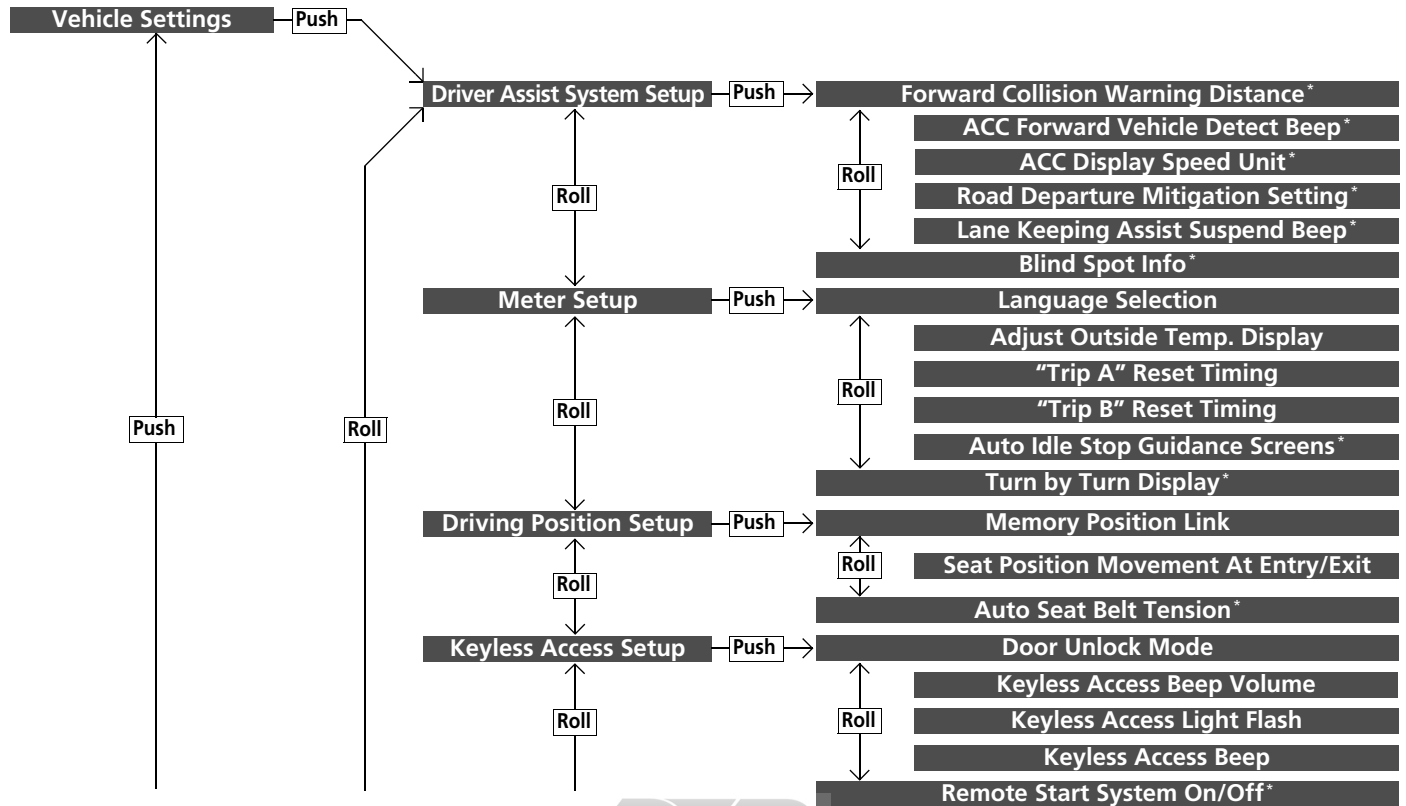 Vehicle Settings
Push
Driver Assist System Setup
Push
Forward Collision Warning Distance*
ACC Forward Vehicle Detect Beep*
ACC Display Speed Unit*
Roll
Roll
Road Departure Mitigation Setting*
Lane Keeping Assist Suspend Beep*
Blind Spot Info*
Meter Setup
Push
Language Selection
Adjust Outside Temp. Display
“Trip A” Reset Timing
Roll
Roll
“Trip B” Reset Timing
Push
Roll
Auto Idle Stop Guidance Screens*
Turn by Turn Display*
Driving Position Setup
Push
Memory Position Link
Roll
Roll
Seat Position Movement At Entry/Exit
Auto Seat Belt Tension*
Keyless Access Setup
Push
Door Unlock Mode
Keyless Access Beep Volume
Roll
Roll
Keyless Access Light Flash
Keyless Access Beep
Remote Start System On/Off*